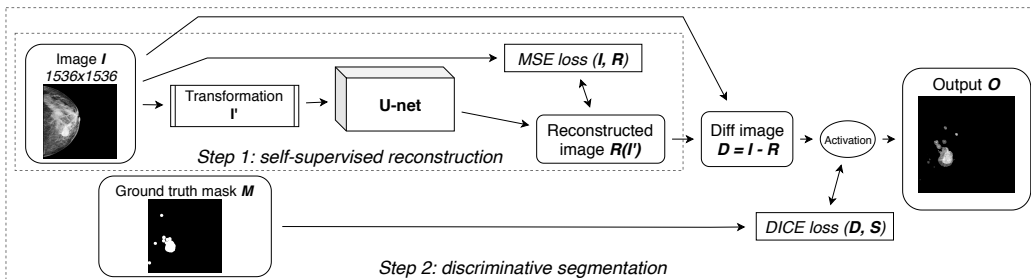 Image I
1536x1536
Transformation
I'
U-net
MSE loss (I, R)
Reconstructed
image R(I')
Step 1: self-supervised reconstruction
Diff image
D = I - R
Activation
Output O
Ground truth mask M
DICE loss (D, S)
Step 2: discriminative segmentation